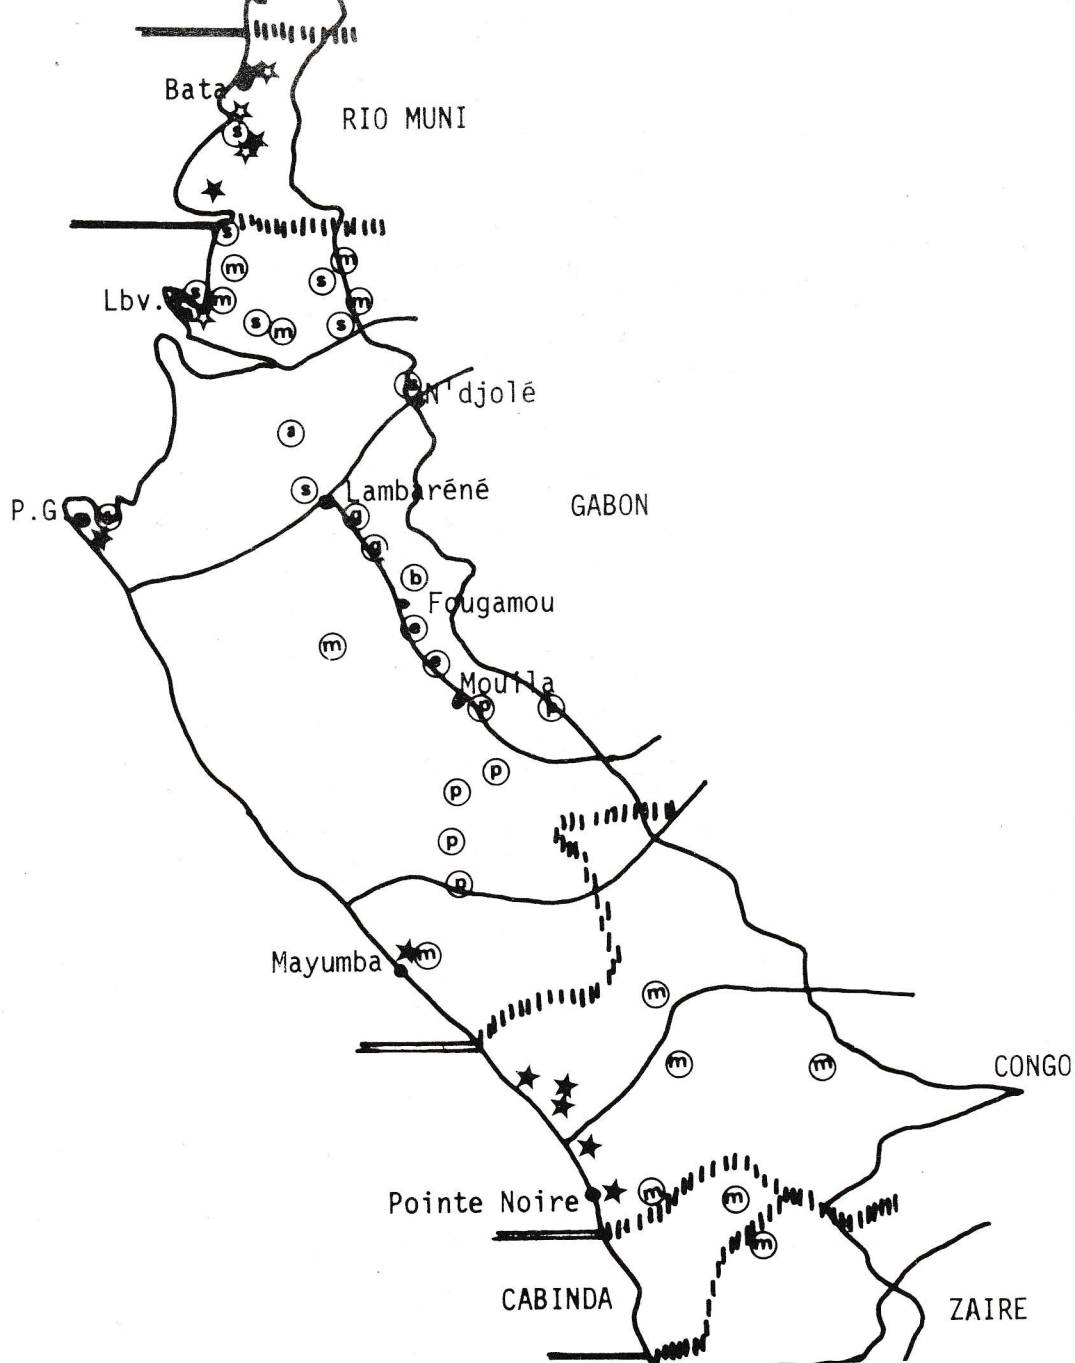 Bata
RIO MUNI
s
s
m
m
s
Lbv.
s
m
m
s
m
s
N'djolé
a
s
Lambaréné
P.G
GABON
g
g
b
Fougamou
e
m
e
Mouila
p
p
p
p
p
p
Mayumba
m
m
m
m
CONGO
Pointe Noire
m
m
m
CABINDA
ZAIRE